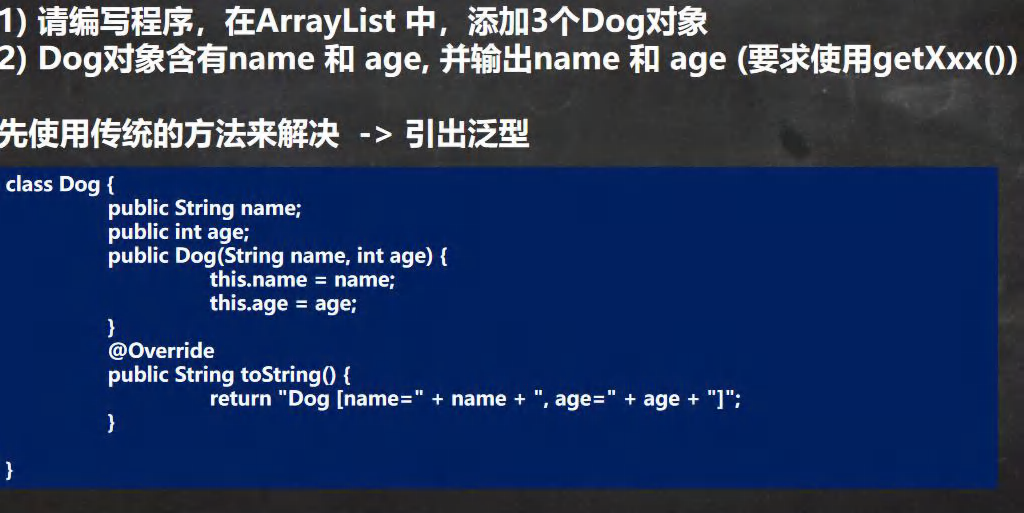 1) 请编写程序，在ArrayList 中，添加3个Dog对象
2) Dog对象含有name 和 age, 并输出name 和 age (要求使用getXxx())
先使用传统的方法来解决 -> 引出泛型
class Dog {
public String name;
public int age;
public Dog(String name, int age) {
this.name = name;
this.age = age;
}
@Override
public String toString() {
return "Dog [name=" + name + ", age=" + age + "]";
}
}